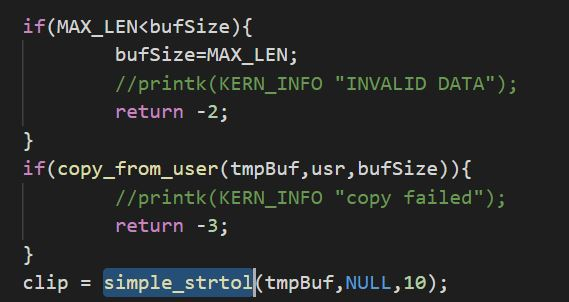 if(MAX_LEN<bufSize){
bufSize=MAX_LEN;
//printk(KERN_INFO "INVALID DATA");
return -2;
}
if(copy_from_user(tmpBuf,usr,bufSize)){
//printk(KERN_INFO "copy failed");
return -3;
}
clip = simple_strtol(tmpBuf,NULL,10);